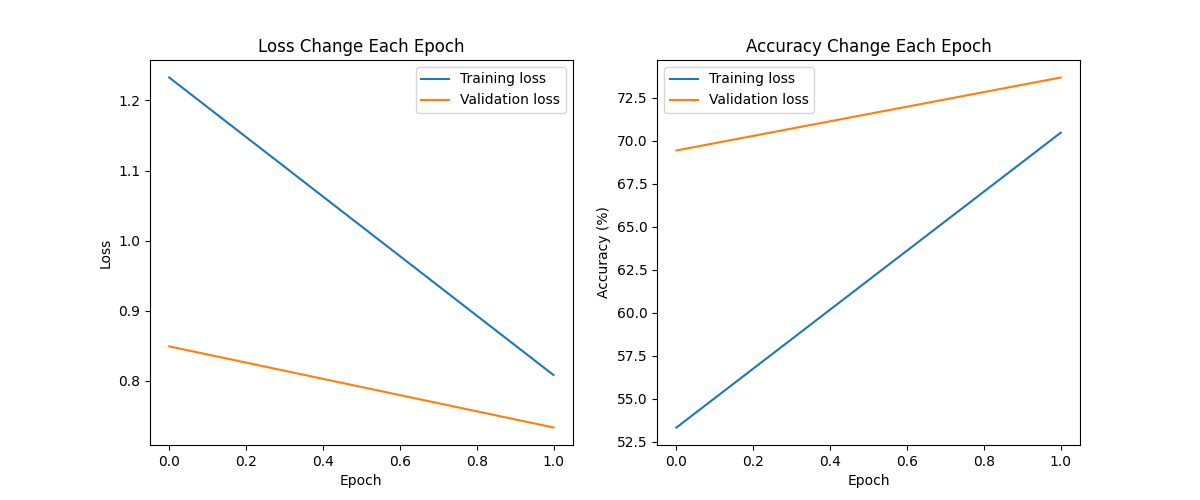 Loss Change Each Epoch
Training loss
Validation loss
1.2
1.1
1.0
0.9
0.8
Loss
0.0 0.2 0.4 0.6 0.8 1.0
Epoch
Accuracy Change Each Epoch
Training loss
Validation loss
72.5
70.0
67.5
65.0
62.5
60.0
57.5
55.0
52.5
Accuracy (%)
0.0 0.2 0.4 0.6 0.8 1.0
Epoch